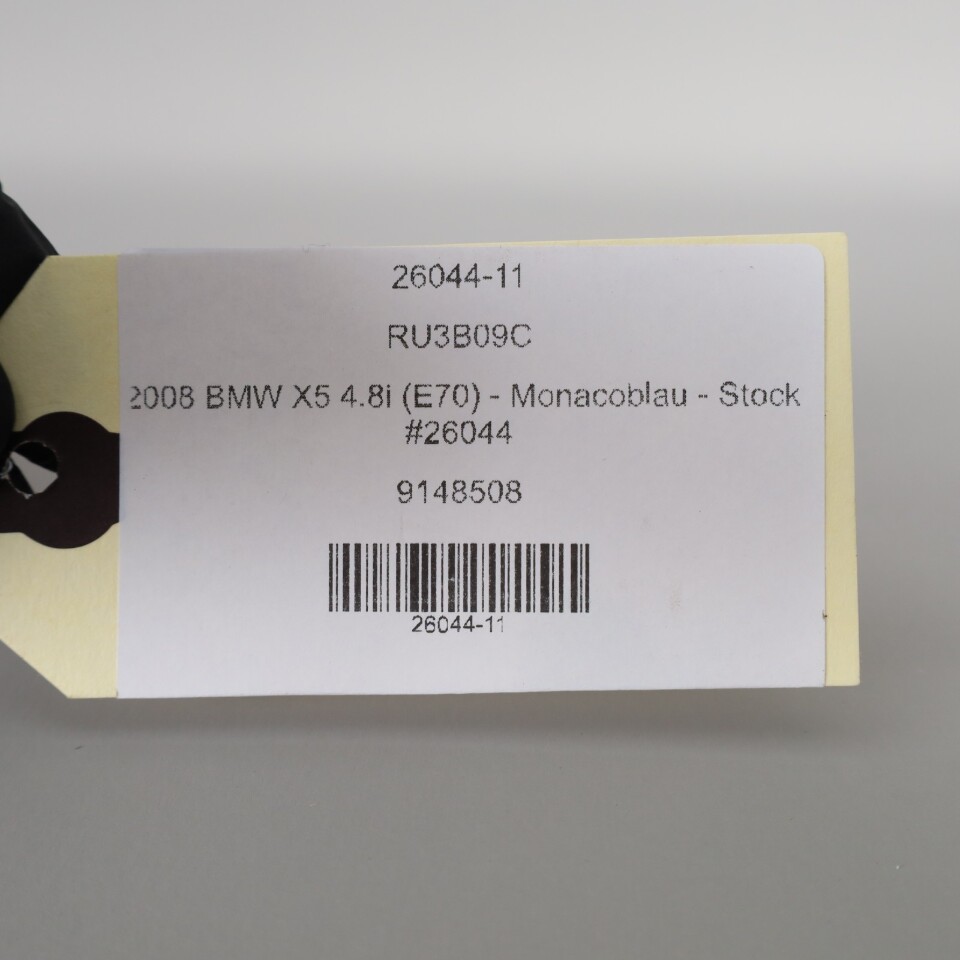 26044-11
RU3B09C
2008 BMW X5 4.8i (E70) - Monacoblau - Stock
#26044
9148508
26044-11